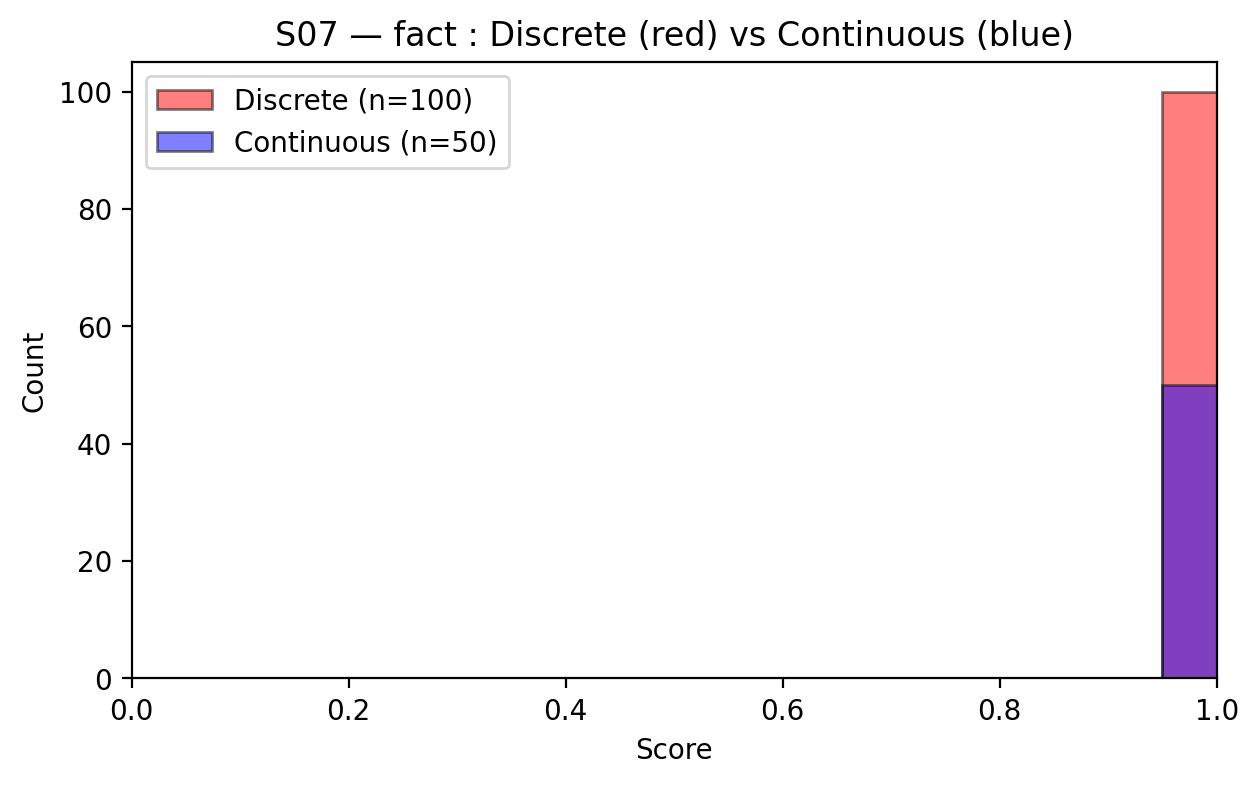 S07 — fact : Discrete (red) vs Continuous (blue)
Discrete (n=100)
Continuous (n=50)
100
80
60
40
20
0
Count
0.0 0.2 0.4 0.6 0.8 1.0
Score